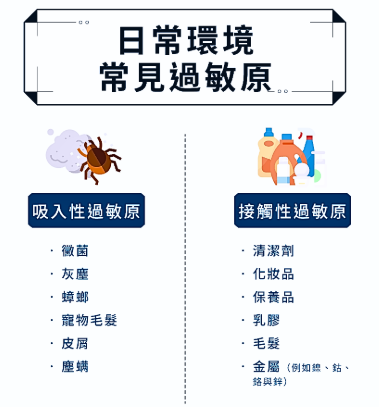 日常環境
常見過敏原
吸入性過敏原
· 黴菌
· 灰塵
· 蟑螂
· 寵物毛髮
· 皮屑
· 塵蟎
接觸性過敏原
· 清潔劑
· 化妝品
· 保養品
· 乳膠
· 毛髮
· 金屬（例如鎳、鈷、
鉻與鋅）